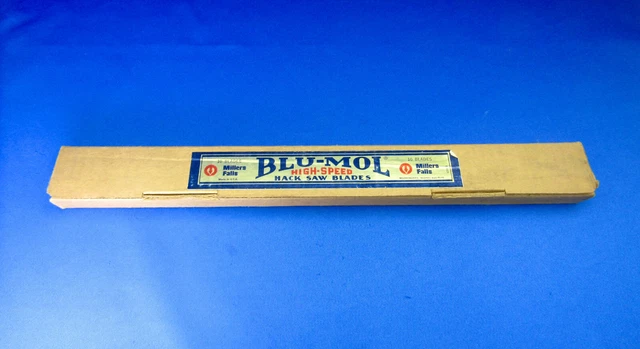 BLU-MOL®
HIGH-SPEED
HACK SAW BLADES
Millers
Falls
Millers
Falls